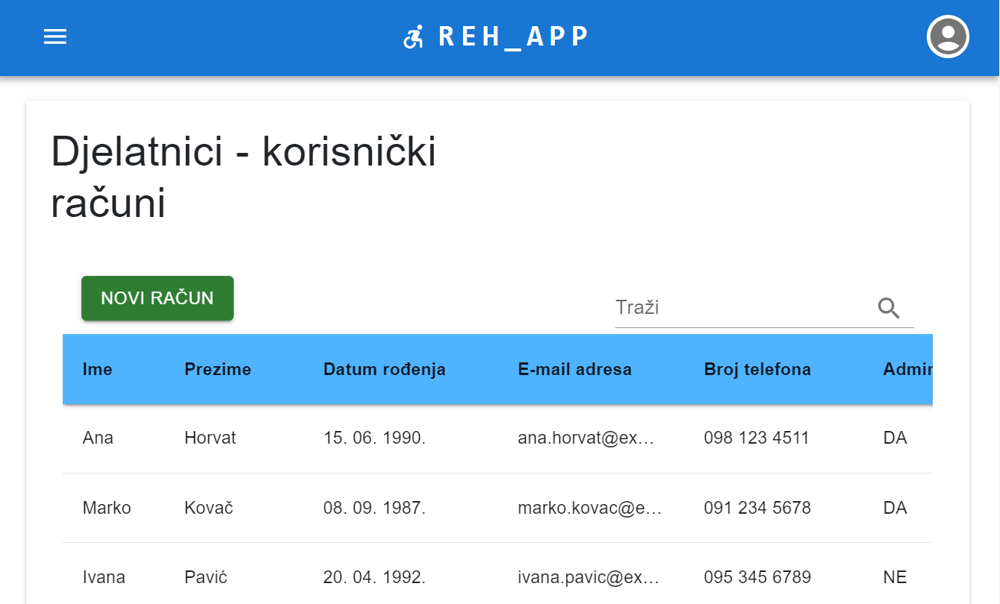 REH_APP
Djelatnici - korisnički
računi
NOVI RAČUN
Traži
Ime Prezime Datum rođenja E-mail adresa Broj telefona Admin
Ana Horvat 15. 06. 1990. ana.horvat@ex… 098 123 4511 DA
Marko Kovač 08. 09. 1987. marko.kovac@e… 091 234 5678 DA
Ivana Pavić 20. 04. 1992. ivana.pavic@ex… 095 345 6789 NE